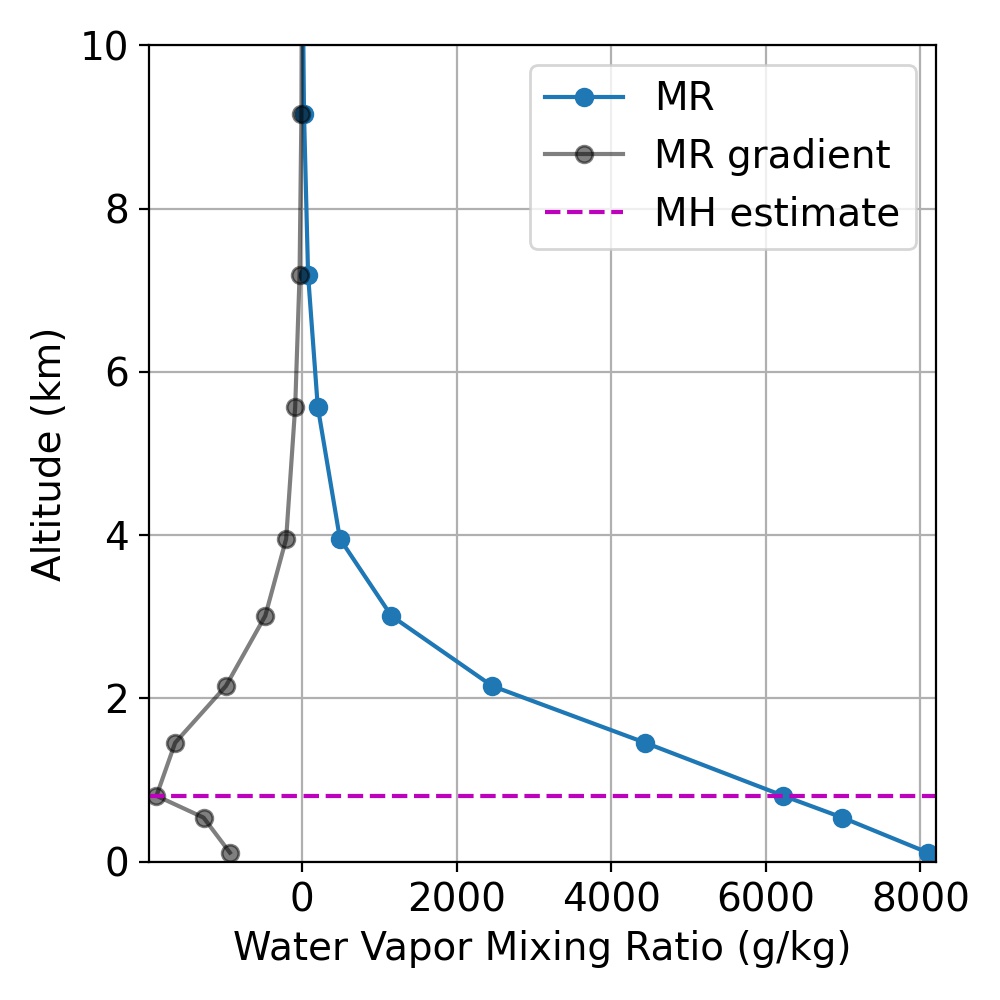 10
8
6
4
2
0
Altitude (km)
MR
MR gradient
MH estimate
0 2000 4000 6000 8000
Water Vapor Mixing Ratio (g/kg)